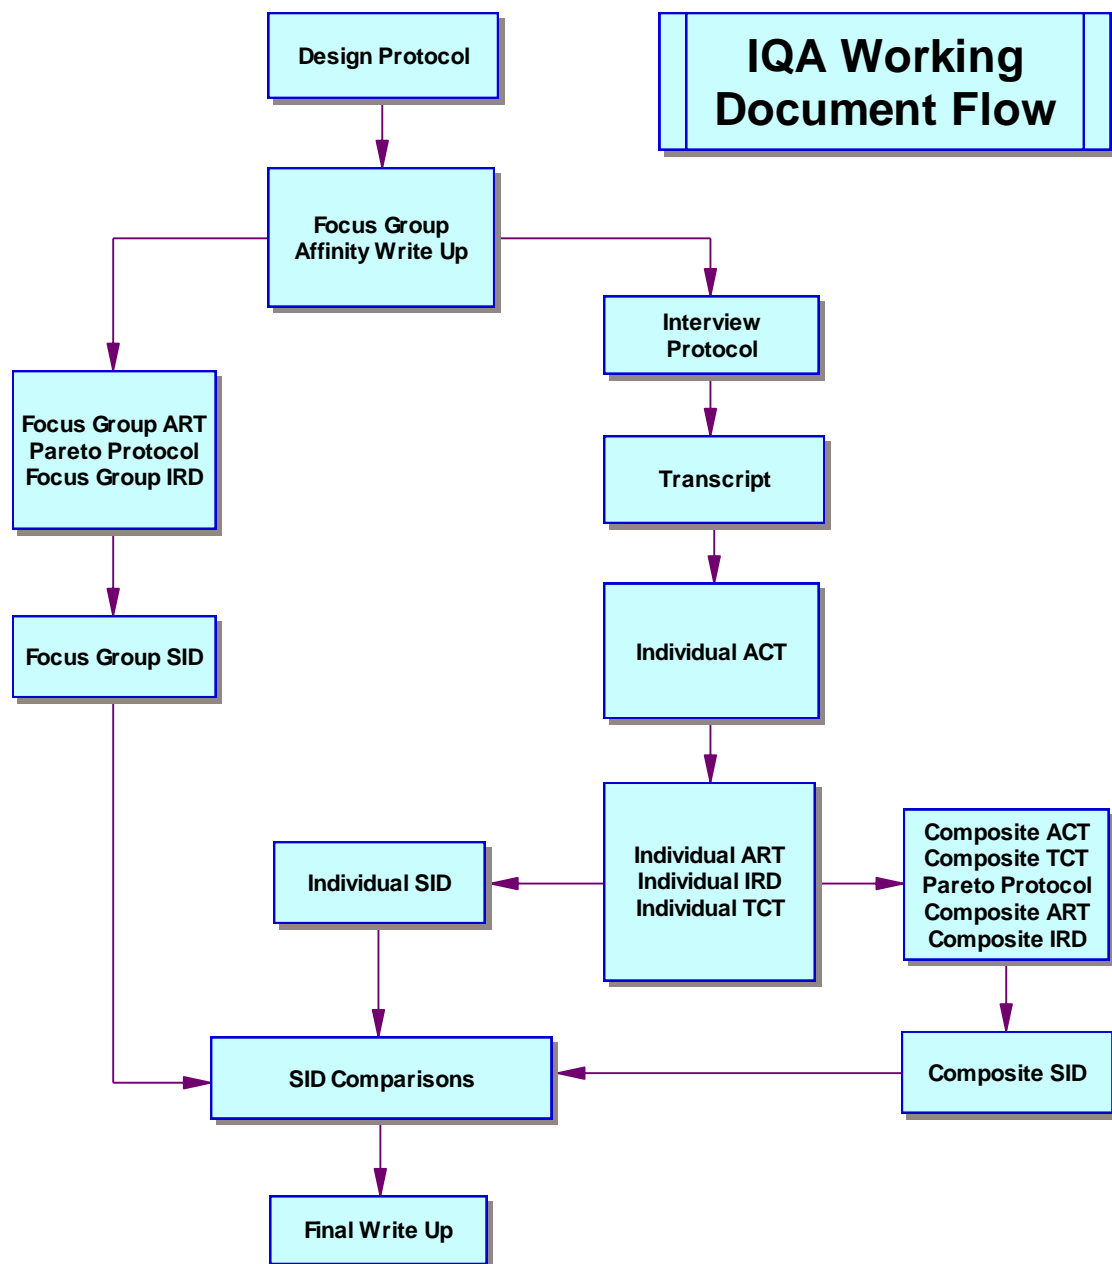 IQA Working
Document Flow
Design Protocol
Focus Group
Affinity Write Up
Interview
Protocol
Focus Group ART
Pareto Protocol
Focus Group IRD
Transcript
Focus Group SID
Individual ACT
Individual SID
Individual ART
Individual IRD
Individual TCT
Composite ACT
Composite TCT
Pareto Protocol
Composite ART
Composite IRD
SID Comparisons
Composite SID
Final Write Up